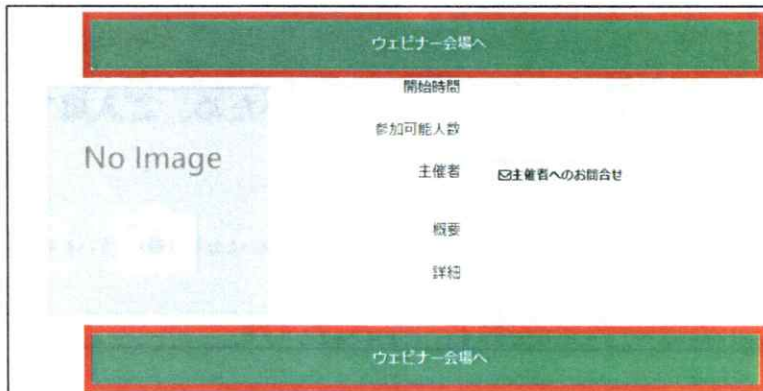 ウェビナー会場へ
開始時間
参加可能人数
No Image
主催者 主催者へのお問合せ
概要
詳細
ウェビナー会場へ